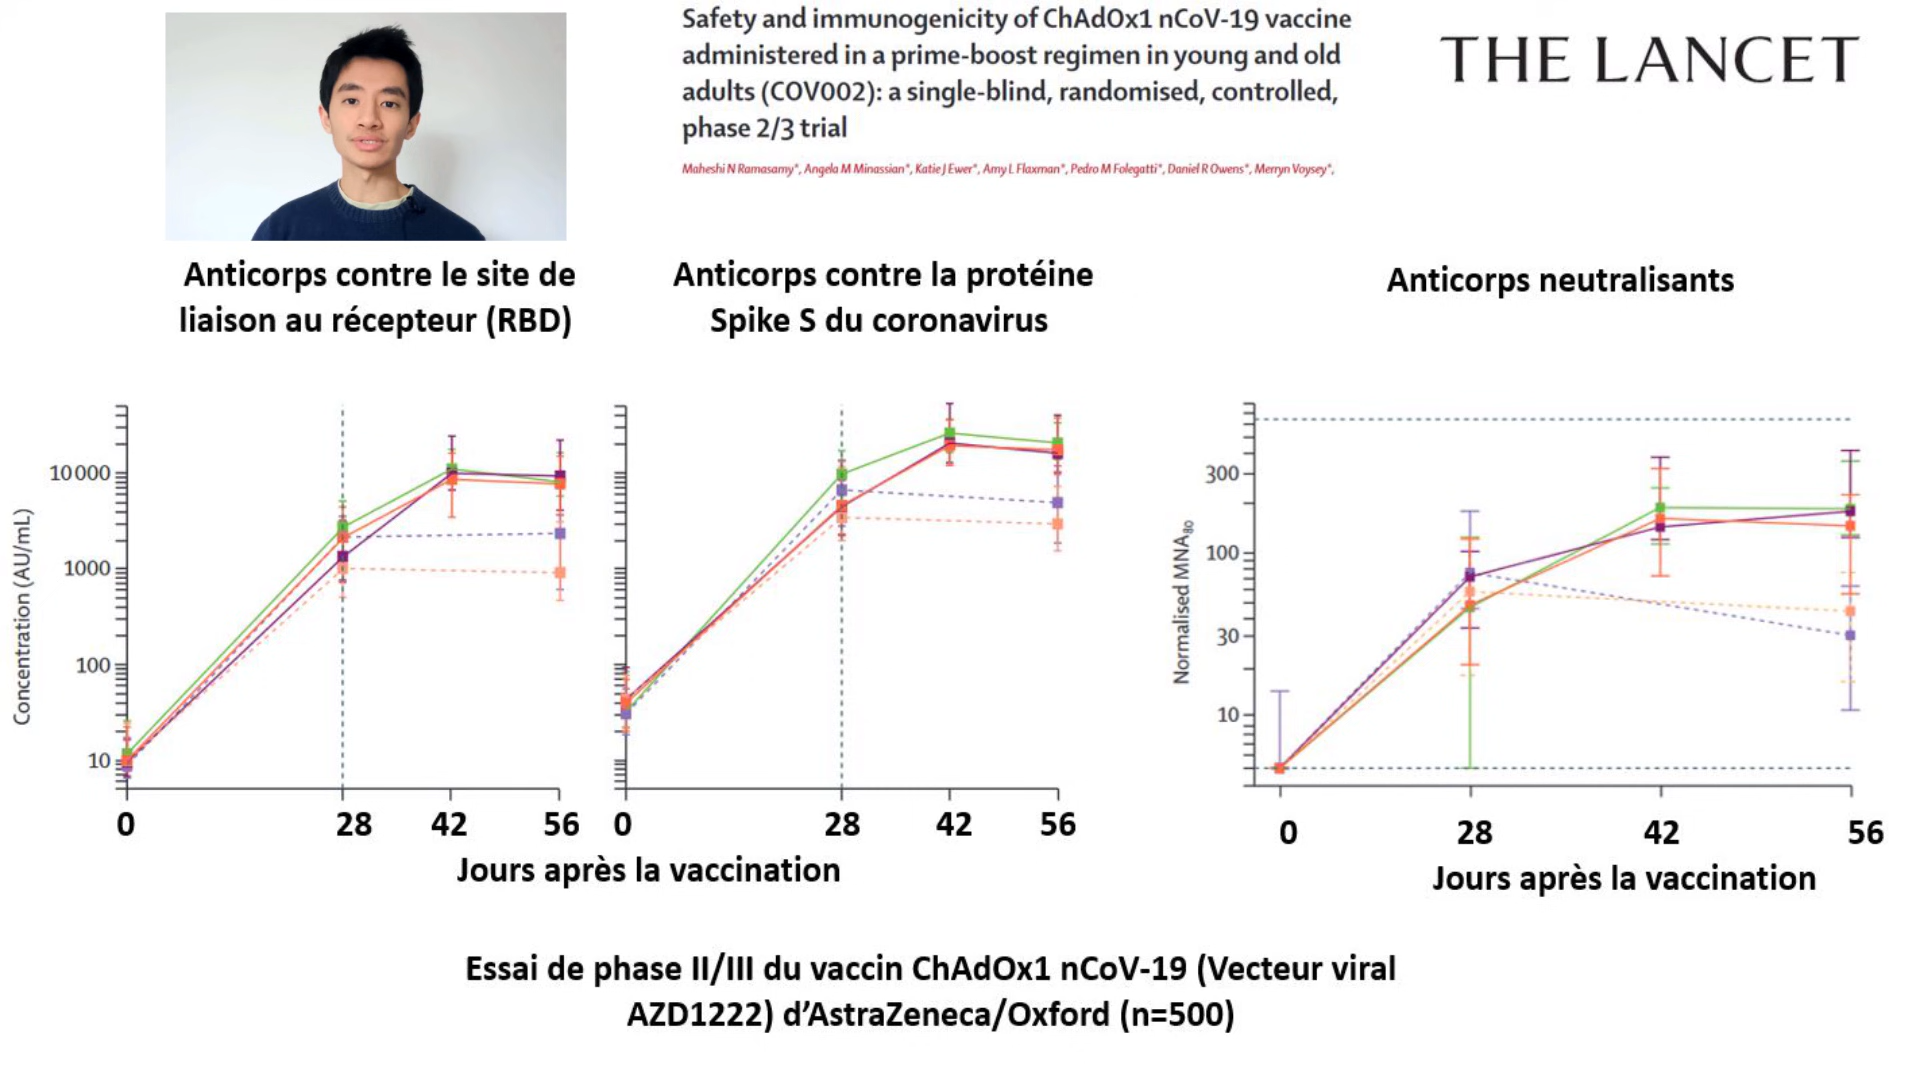 Safety and immunogenicity of ChAdOx1 nCoV-19 vaccine
administered in a prime-boost regimen in young and old
adults (COV002): a single-blind, randomised, controlled,
phase 2/3 trial
Maheshi N Ramasamy*, Angela M Minassian*, Katie J Ewer*, Amy L Flaxman*, Pedro M Folegatti*, Daniel R Owens*, Merryn Voysey*,
THE LANCET
Anticorps contre le site de
liaison au récepteur (RBD)
Anticorps contre la protéine
Spike S du coronavirus
Anticorps neutralisants
Concentration (AU/mL)
10000
1000
100
10
0 28 42 56
0 28 42 56
Jours après la vaccination
Normalised MNA80
300
100
30
10
0 28 42 56
Jours après la vaccination
Essai de phase II/III du vaccin ChAdOx1 nCoV-19 (Vecteur viral
AZD1222) d’AstraZeneca/Oxford (n=500)